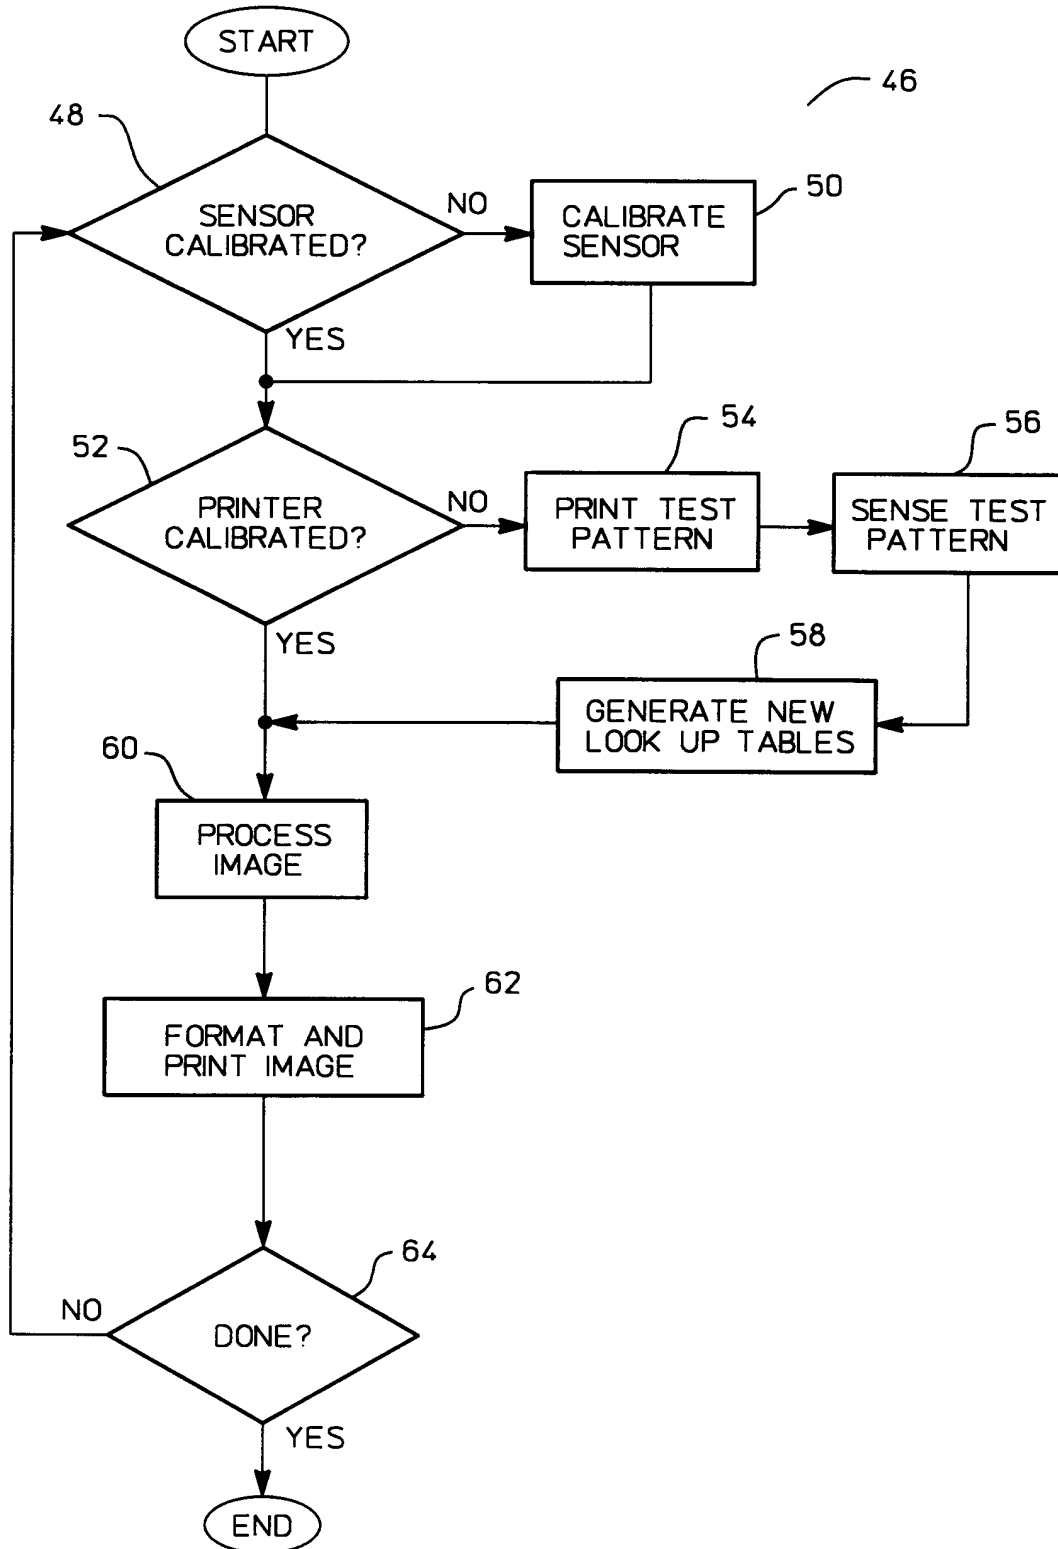 START
46
48
SENSOR
CALIBRATED?
NO
CALIBRATE
SENSOR
50
YES
52
PRINTER
CALIBRATED?
NO
PRINT TEST
PATTERN
54
SENSE TEST
PATTERN
56
YES
58
GENERATE NEW
LOOK UP TABLES
60
PROCESS
IMAGE
62
FORMAT AND
PRINT IMAGE
64
NO
DONE?
YES
END